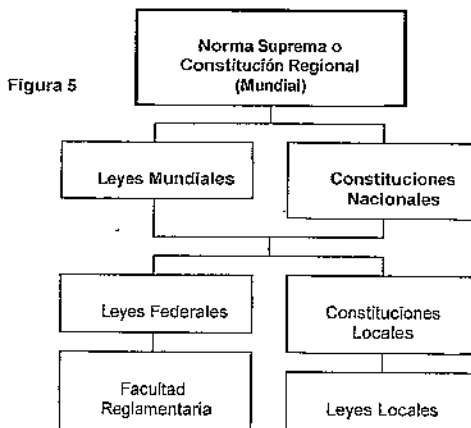 Norma Suprema o
Constitución Regional
(Mundial)
Figura 5
Leyes Mundiales
Constituciones
Nacionales
Leyes Federales
Constituciones
Locales
Facultad
Reglamentaria
Leyes Locales